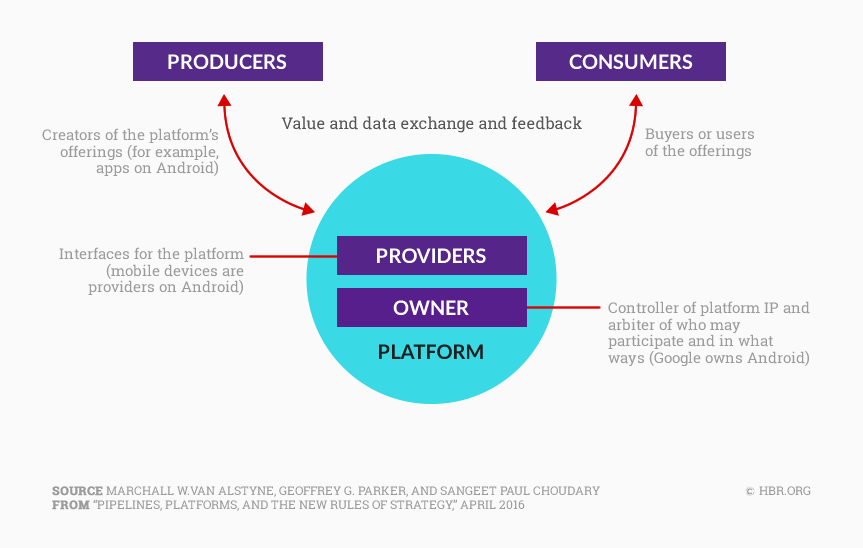 PRODUCERS
CONSUMERS
Value and data exchange and feedback
Creators of the platform’s
offerings (for example,
apps on Android)
Buyers or users
of the offerings
Interfaces for the platform
(mobile devices are
providers on Android)
PROVIDERS
OWNER
PLATFORM
Controller of platform IP and
arbiter of who may
participate and in what
ways (Google owns Android)
SOURCE MARCHALL W.VAN ALSTYNE, GEOFFREY G. PARKER, AND SANGEET PAUL CHOUDARY
FROM “PIPELINES, PLATFORMS, AND THE NEW RULES OF STRATEGY,” APRIL 2016
© HBR.ORG